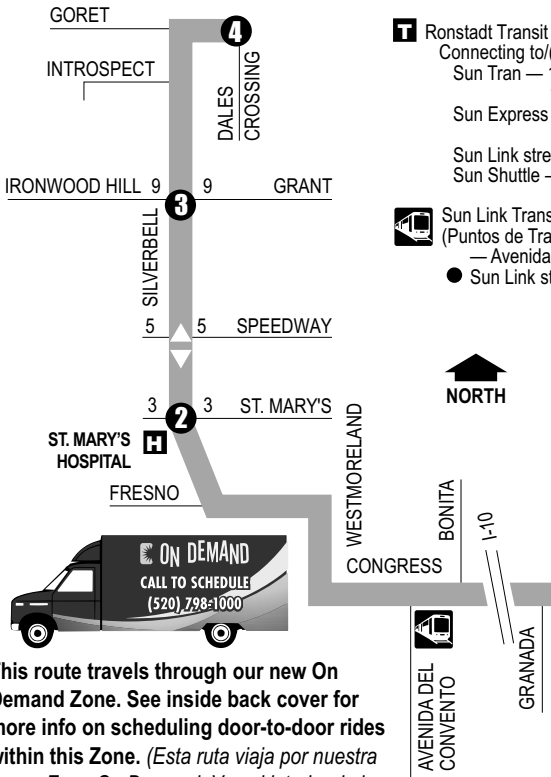 GORET
4
INTROSPECT
DALES
CROSSING
IRONWOOD HILL 9 3 9 GRANT
SILVERBELL
5 5 SPEEDWAY
3 2 3 ST. MARY'S
ST. MARY'S
HOSPITAL
H
FRESNO
WESTMORELAND
BONITA
I-10
CONGRESS
GRANADA
AVENIDA DEL
CONVENTO
T Ronstadt Transit
Connecting to/
Sun Tran —
Sun Express
Sun Link
Sun Shuttle –
Sun Link
(Puntos de
— Avenida
Sun Link
NORTH
ON DEMAND
CALL TO SCHEDULE
(520) 798-1000
This route travels through our new On
Demand Zone. See inside back cover for
more info on scheduling door-to-door rides
within this Zone. (Esta ruta viaja por nuestra